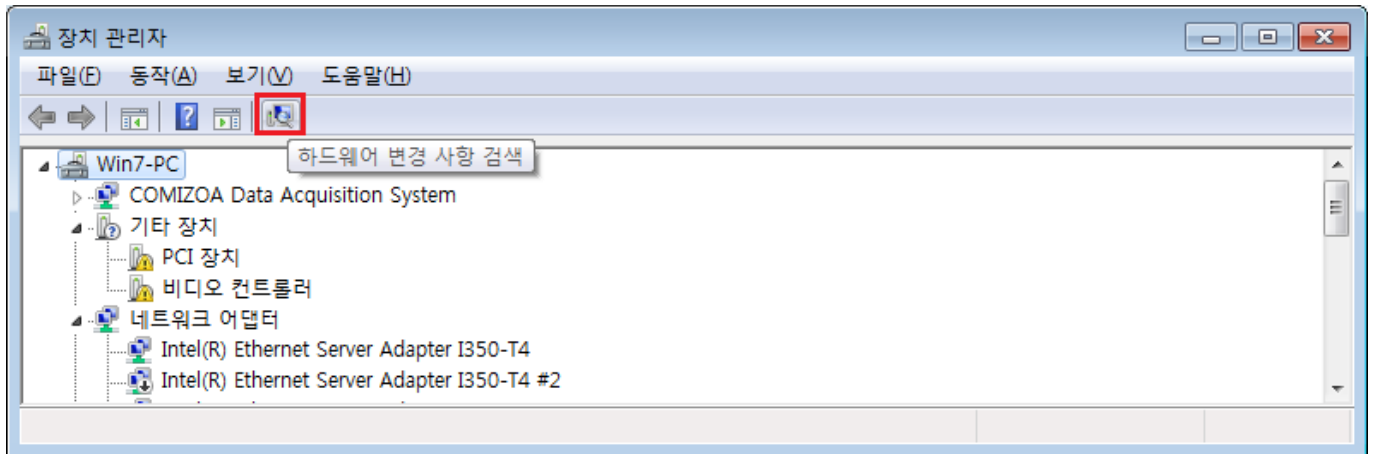 장치 관리자
파일(F) 동작(A) 보기(V) 도움말(H)
하드웨어 변경 사항 검색
Win7-PC
COMIZOA Data Acquisition System
기타 장치
PCI 장치
비디오 컨트롤러
네트워크 어댑터
Intel(R) Ethernet Server Adapter I350-T4
Intel(R) Ethernet Server Adapter I350-T4 #2